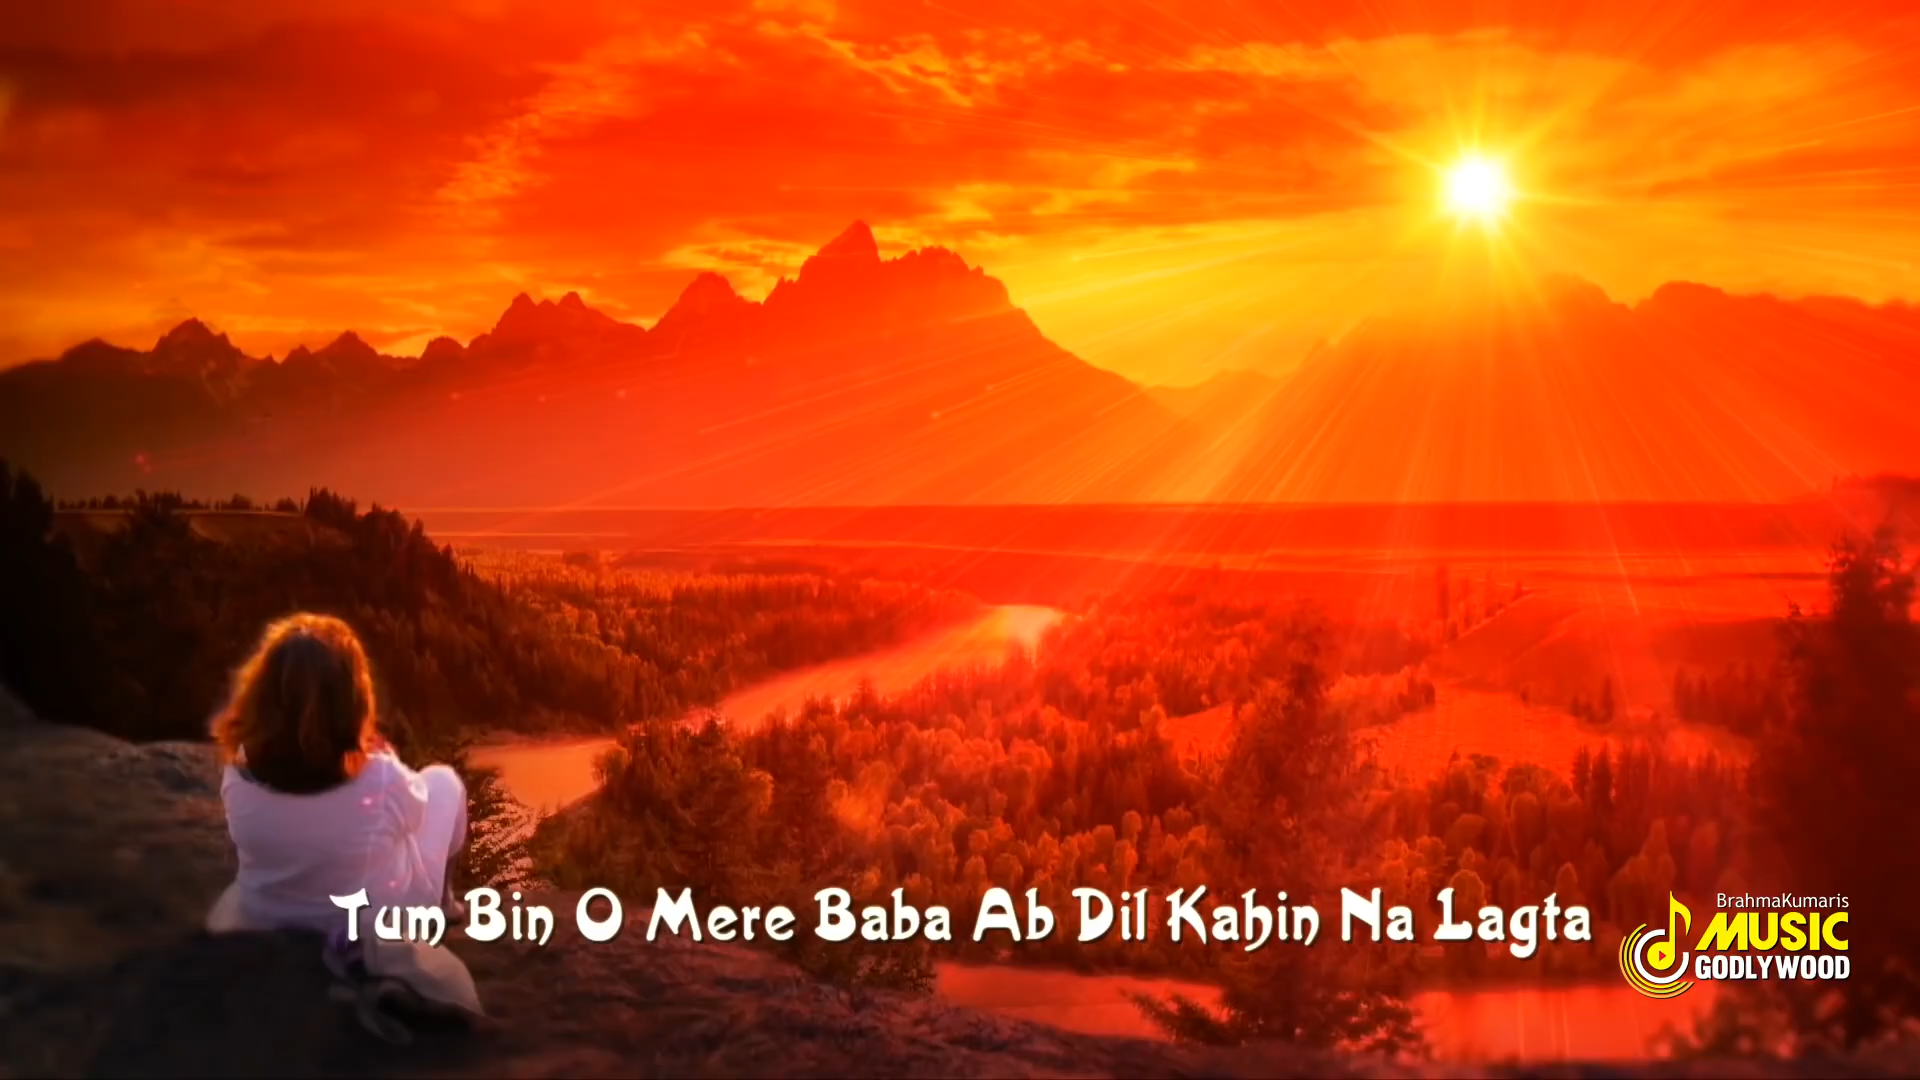 Tum Bin O Mere Baba Ab Dil Kahin Na Lagta
BrahmaKumaris
MUSIC
GODLYWOOD